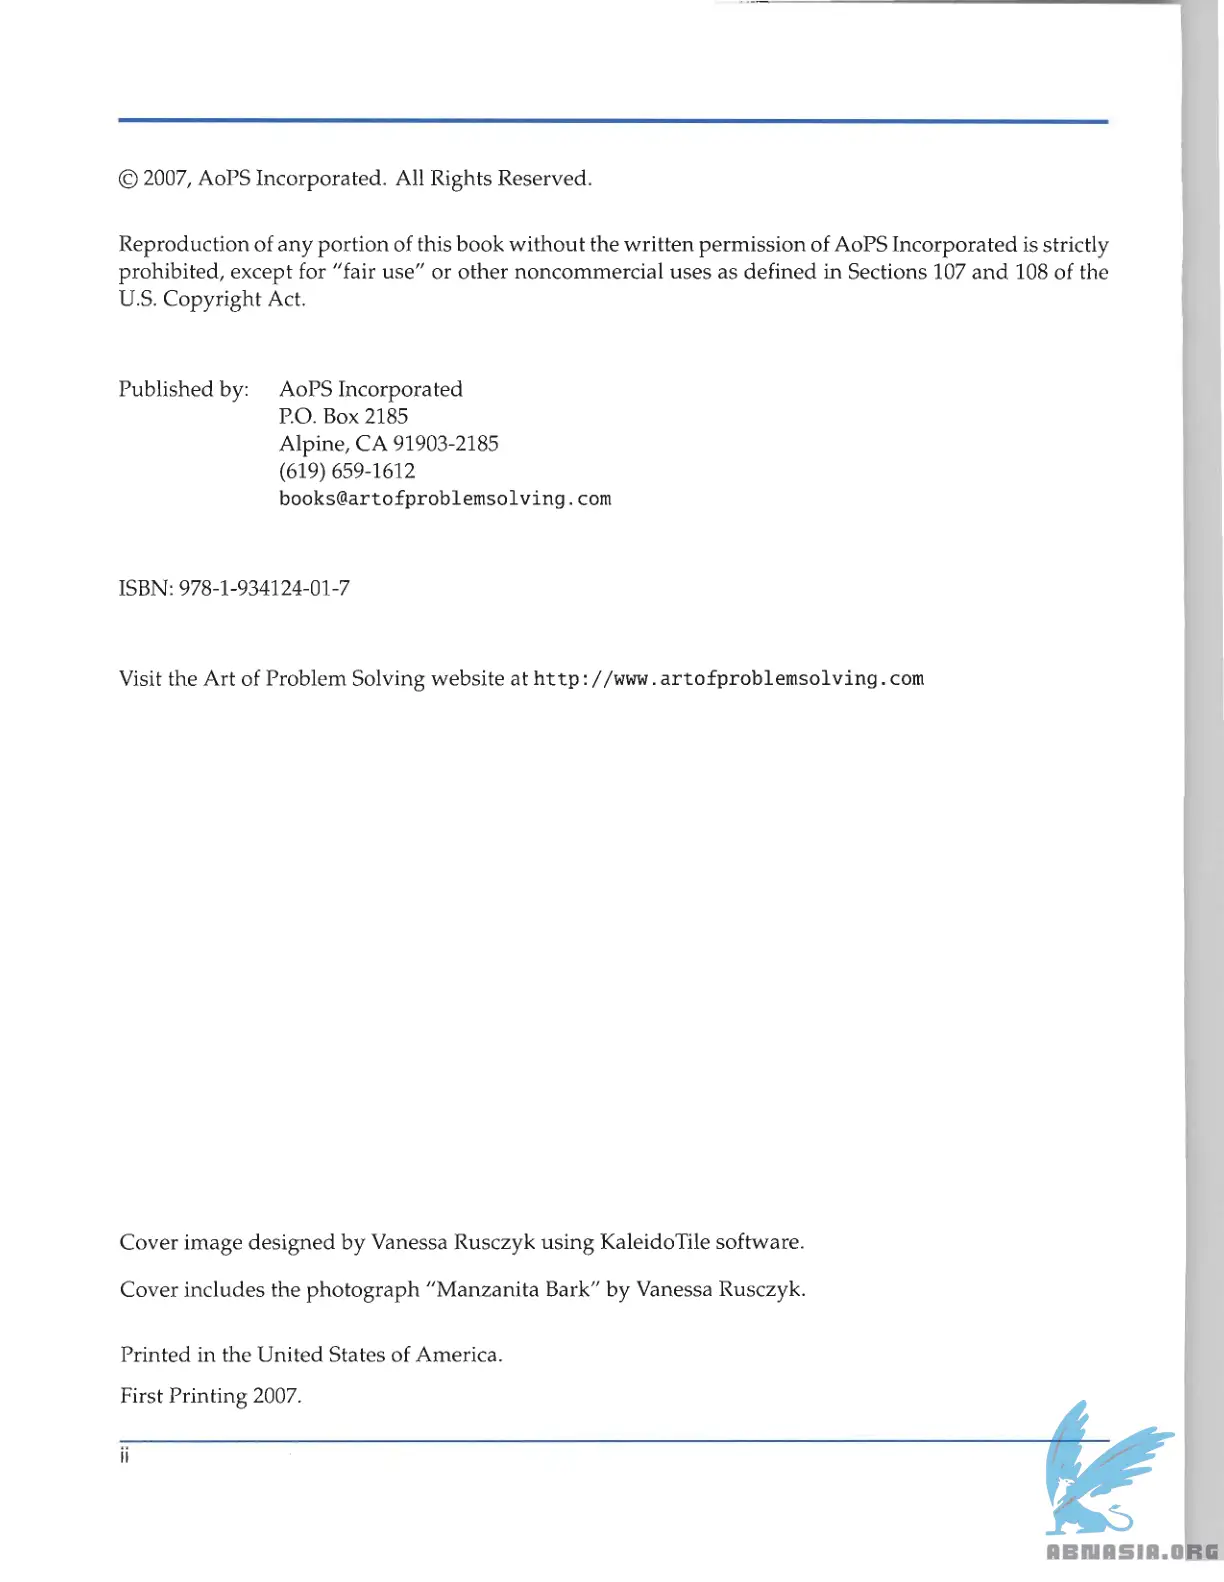 © 2007, AoPS Incorporated. All Rights Reserved.
Reproduction of any portion of this book without the written permission of AoPS Incorporated is strictly
prohibited, except for "fair use" or other noncommercial uses as defined in Sections 107 and 108 of the
U.S. Copyright Act.
Published by: AoPS Incorporated
P.O. Box 2185
Alpine, CA 91903-2185
(619) 659-1612
books@artofproblemsolving.com
ISBN: 978-1-934124-01-7
Visit the Art of Problem Solving website at http://www.artofproblemsolving.com
Cover image designed by Vanessa Rusczyk using KaleidoTile software.
Cover includes the photograph "Manzanita Bark" by Vanessa Rusczyk.
Printed in the United States of America.
First Printing 2007.
ii
ABNASIA.ORG